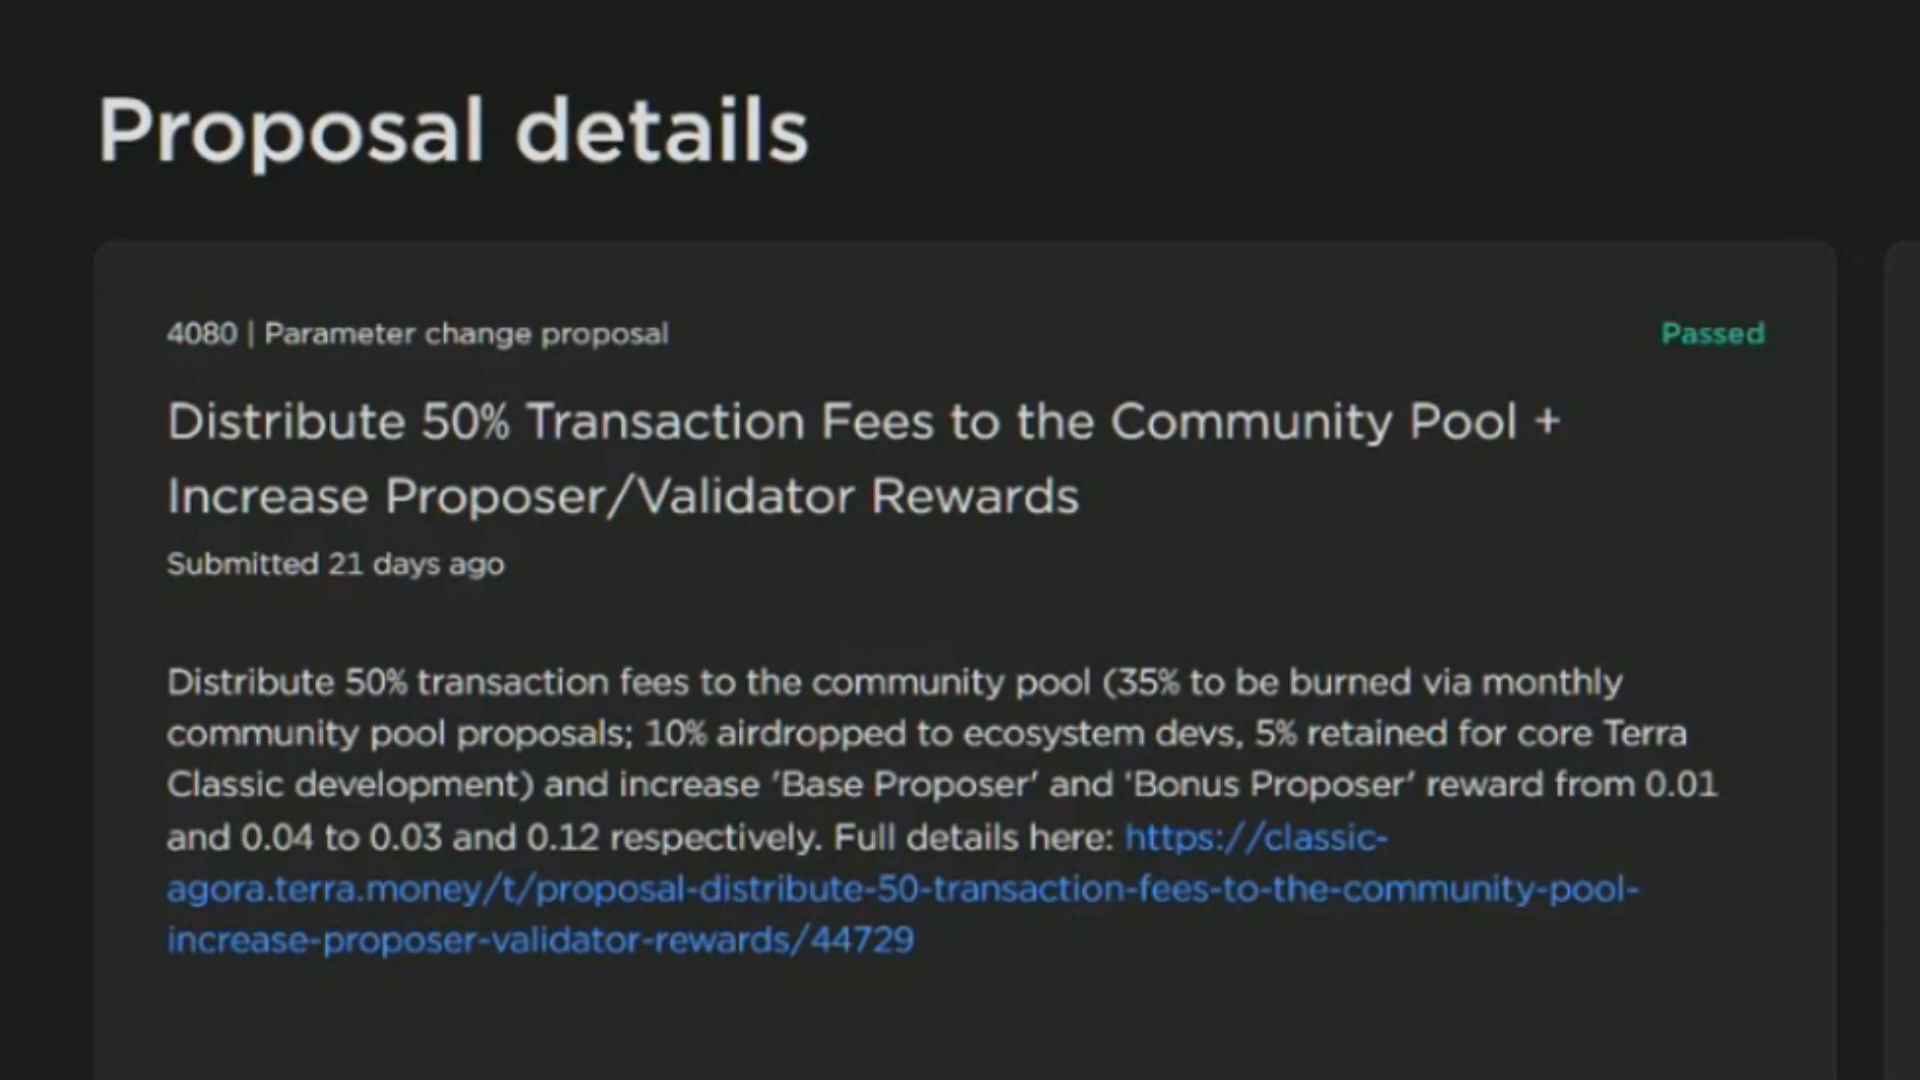 Proposal details
4080 | Parameter change proposal
Passed
Distribute 50% Transaction Fees to the Community Pool +
Increase Proposer/Validator Rewards
Submitted 21 days ago
Distribute 50% transaction fees to the community pool (35% to be burned via monthly
community pool proposals; 10% airdropped to ecosystem devs, 5% retained for core Terra
Classic development) and increase ’Base Proposer’ and ‘Bonus Proposer’ reward from 0.01
and 0.04 to 0.03 and 0.12 respectively. Full details here: https://classic-
agora.terra.money/t/proposal-distribute-50-transaction-fees-to-the-community-pool-
increase-proposer-validator-rewards/44729